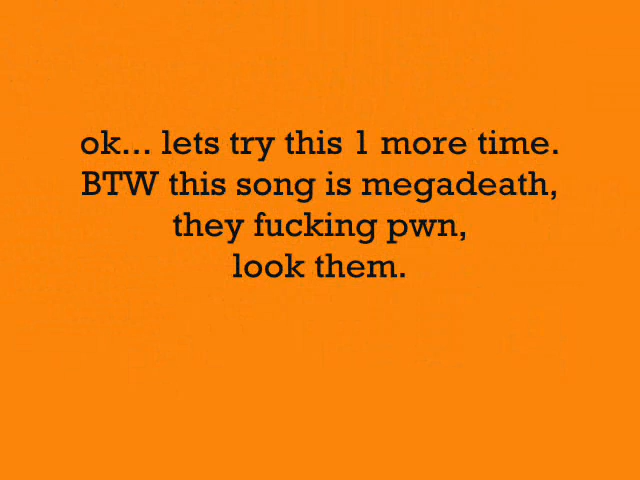 ok... lets try this 1 more time.
BTW this song is megadeath,
they fucking pwn,
look them.